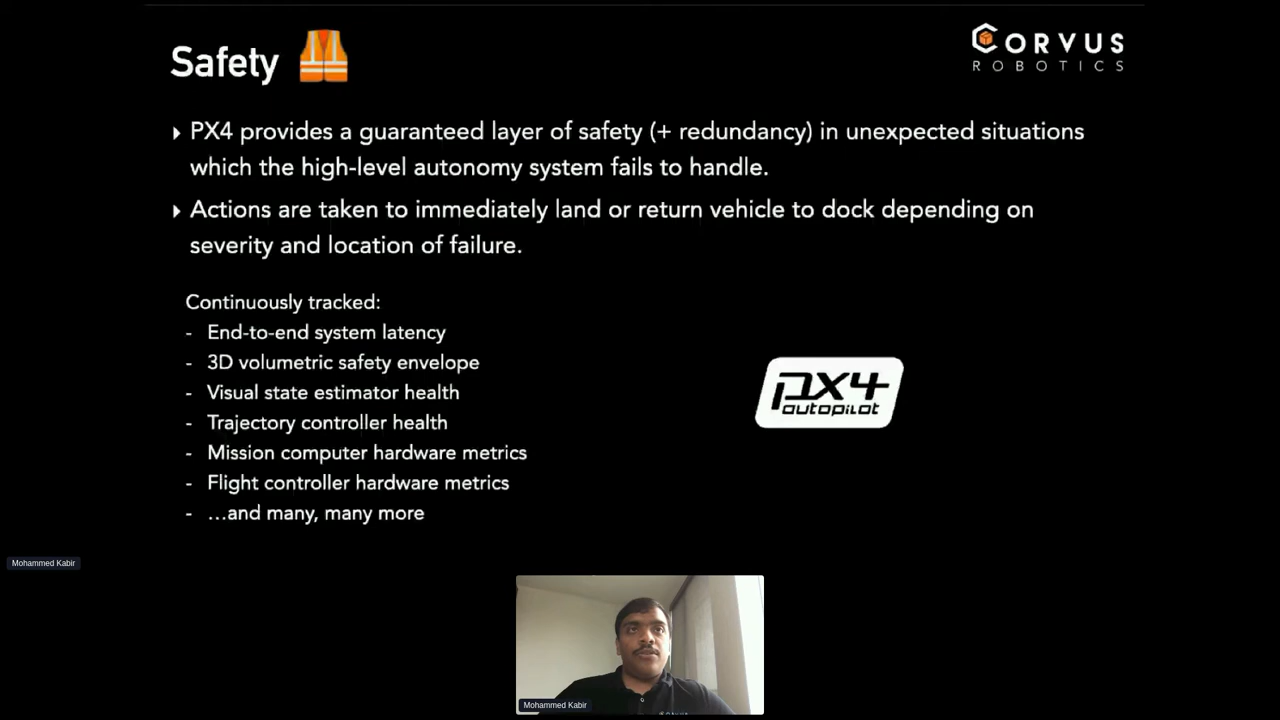 Safety
CORVUS
ROBOTICS
PX4 provides a guaranteed layer of safety (+ redundancy) in unexpected situations
which the high-level autonomy system fails to handle.
Actions are taken to immediately land or return vehicle to dock depending on
severity and location of failure.
Continuously tracked:
- End-to-end system latency
- 3D volumetric safety envelope
- Visual state estimator health
- Trajectory controller health
- Mission computer hardware metrics
- Flight controller hardware metrics
- …and many, many more
px4
autopilot
Mohammed Kabir
Mohammed Kabir